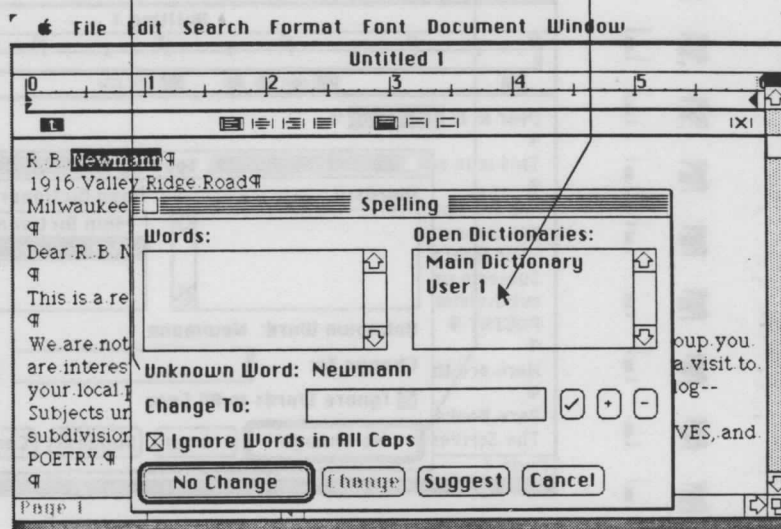 File Edit Search Format Font Document Window
Untitled 1
0 1 2 3 4 5
R.B. Newmann¶
1916 Valley Ridge Road¶
Milwaukee
¶
Dear R.B. N
¶
This is a re
¶
We are not
are interes
your local
Subjects un
subdivision
POETRY.¶
¶
oup you
a visit to
log--
VES, and
Spelling
Words:
Open Dictionaries:
Main Dictionary
User 1
Unknown Word: Newmann
Change To:
✓ + -
Ignore Words in All Caps
No Change Change Suggest Cancel
Page 1